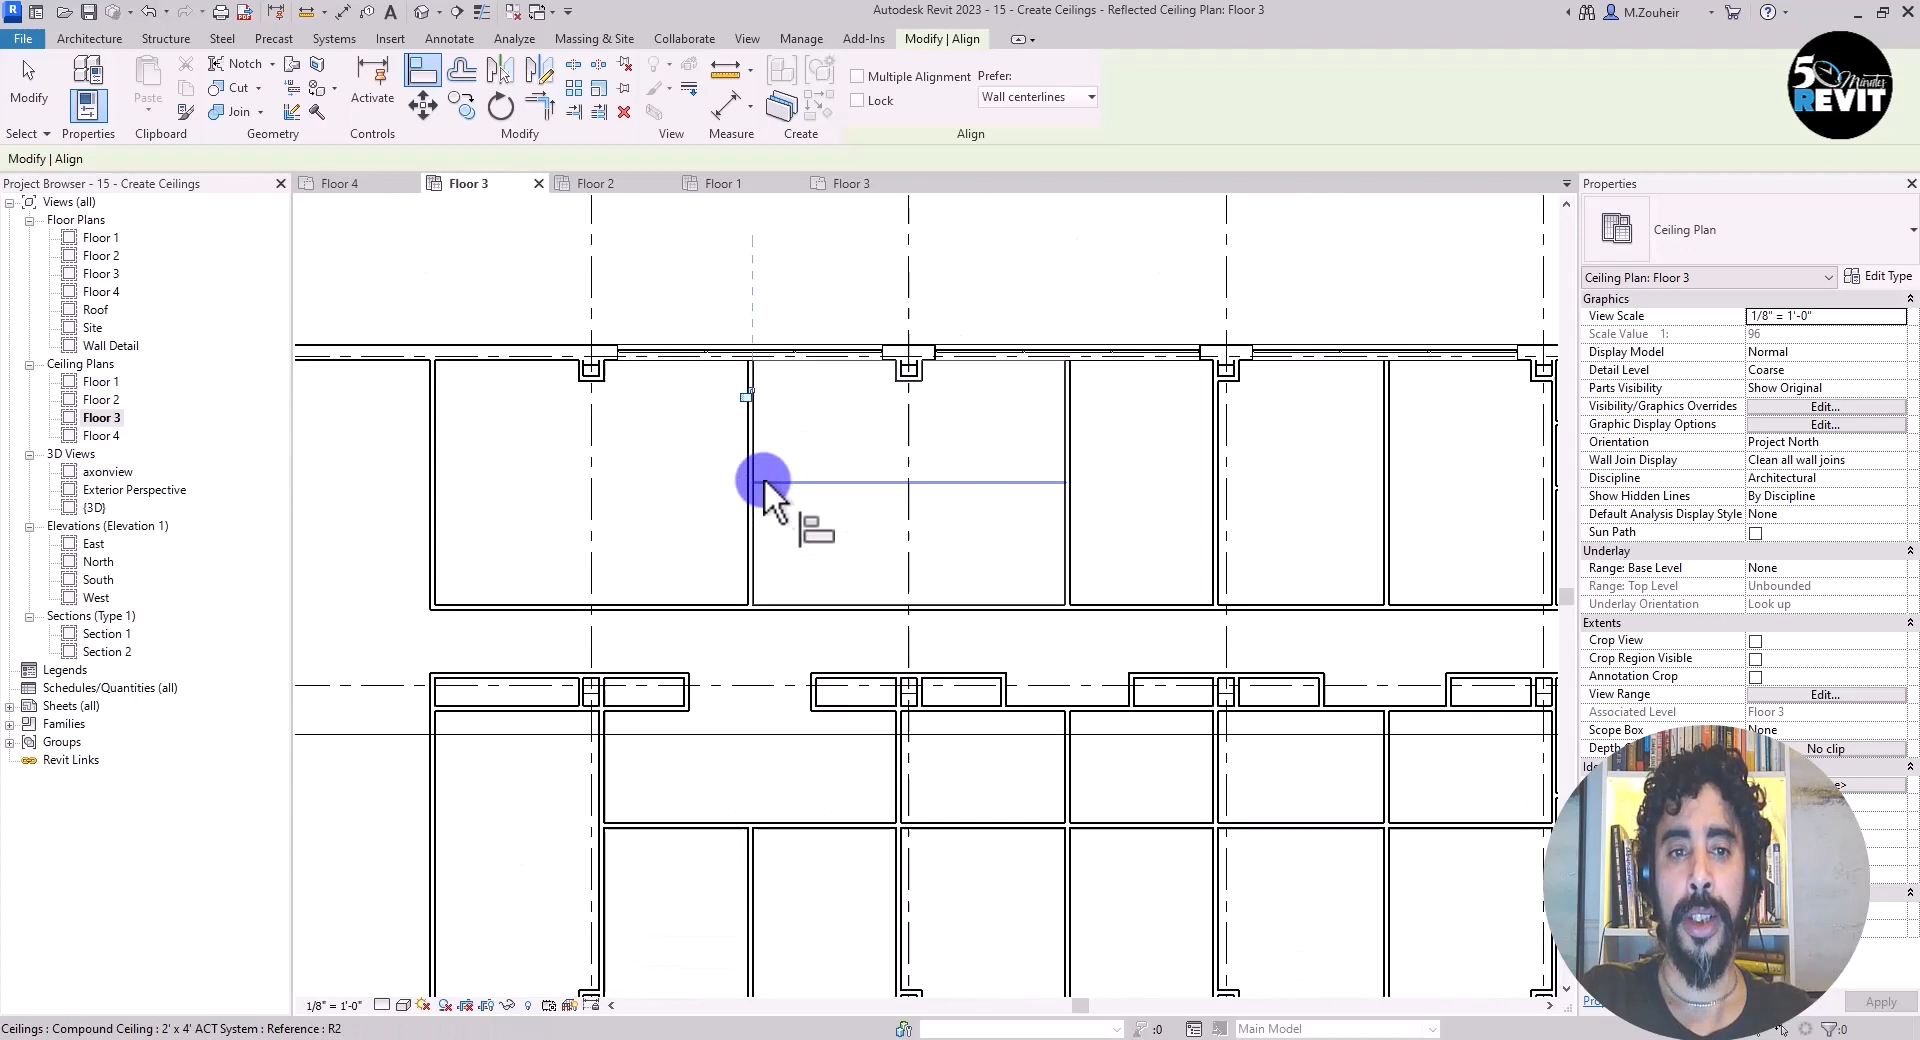 Autodesk Revit 2023 - 15 - Create Ceilings - Reflected Ceiling Plan: Floor 3
M.Zouheir
File Architecture Structure Steel Precast Systems Insert Annotate Analyze Massing & Site Collaborate View Manage Add-Ins Modify | Align
Notch
Cut
Join
Modify
Paste
Activate
Multiple Alignment
Lock
Prefer:
Wall centerlines
Select Properties Clipboard Geometry Controls Modify View Measure Create Align
5 Minutes
REVIT
Modify | Align
Project Browser - 15 - Create Ceilings
Floor 4
Floor 3
Floor 2
Floor 1
Floor 3
Views (all)
Floor Plans
Floor 1
Floor 2
Floor 3
Floor 4
Roof
Site
Wall Detail
Ceiling Plans
Floor 1
Floor 2
Floor 3
Floor 4
3D Views
axonview
Exterior Perspective
{3D}
Elevations (Elevation 1)
East
North
South
West
Sections (Type 1)
Section 1
Section 2
Legends
Schedules/Quantities (all)
Sheets (all)
Families
Groups
Revit Links
Properties
Ceiling Plan
Ceiling Plan: Floor 3
Edit Type
Graphics
View Scale 1/8" = 1'-0"
Scale Value 1: 96
Display Model Normal
Detail Level Coarse
Parts Visibility Show Original
Visibility/Graphics Overrides Edit...
Graphic Display Options Edit...
Orientation Project North
Wall Join Display Clean all wall joins
Discipline Architectural
Show Hidden Lines By Discipline
Default Analysis Display Style None
Sun Path
Underlay
Range: Base Level None
Range: Top Level Unbounded
Underlay Orientation Look up
Extents
Crop View
Crop Region Visible
Annotation Crop
View Range Edit...
Associated Level Floor 3
Scope Box None
No clip
Apply
1/8" = 1'-0"
Ceilings : Compound Ceiling : 2' x 4' ACT System : Reference : R2
:0
Main Model
:0